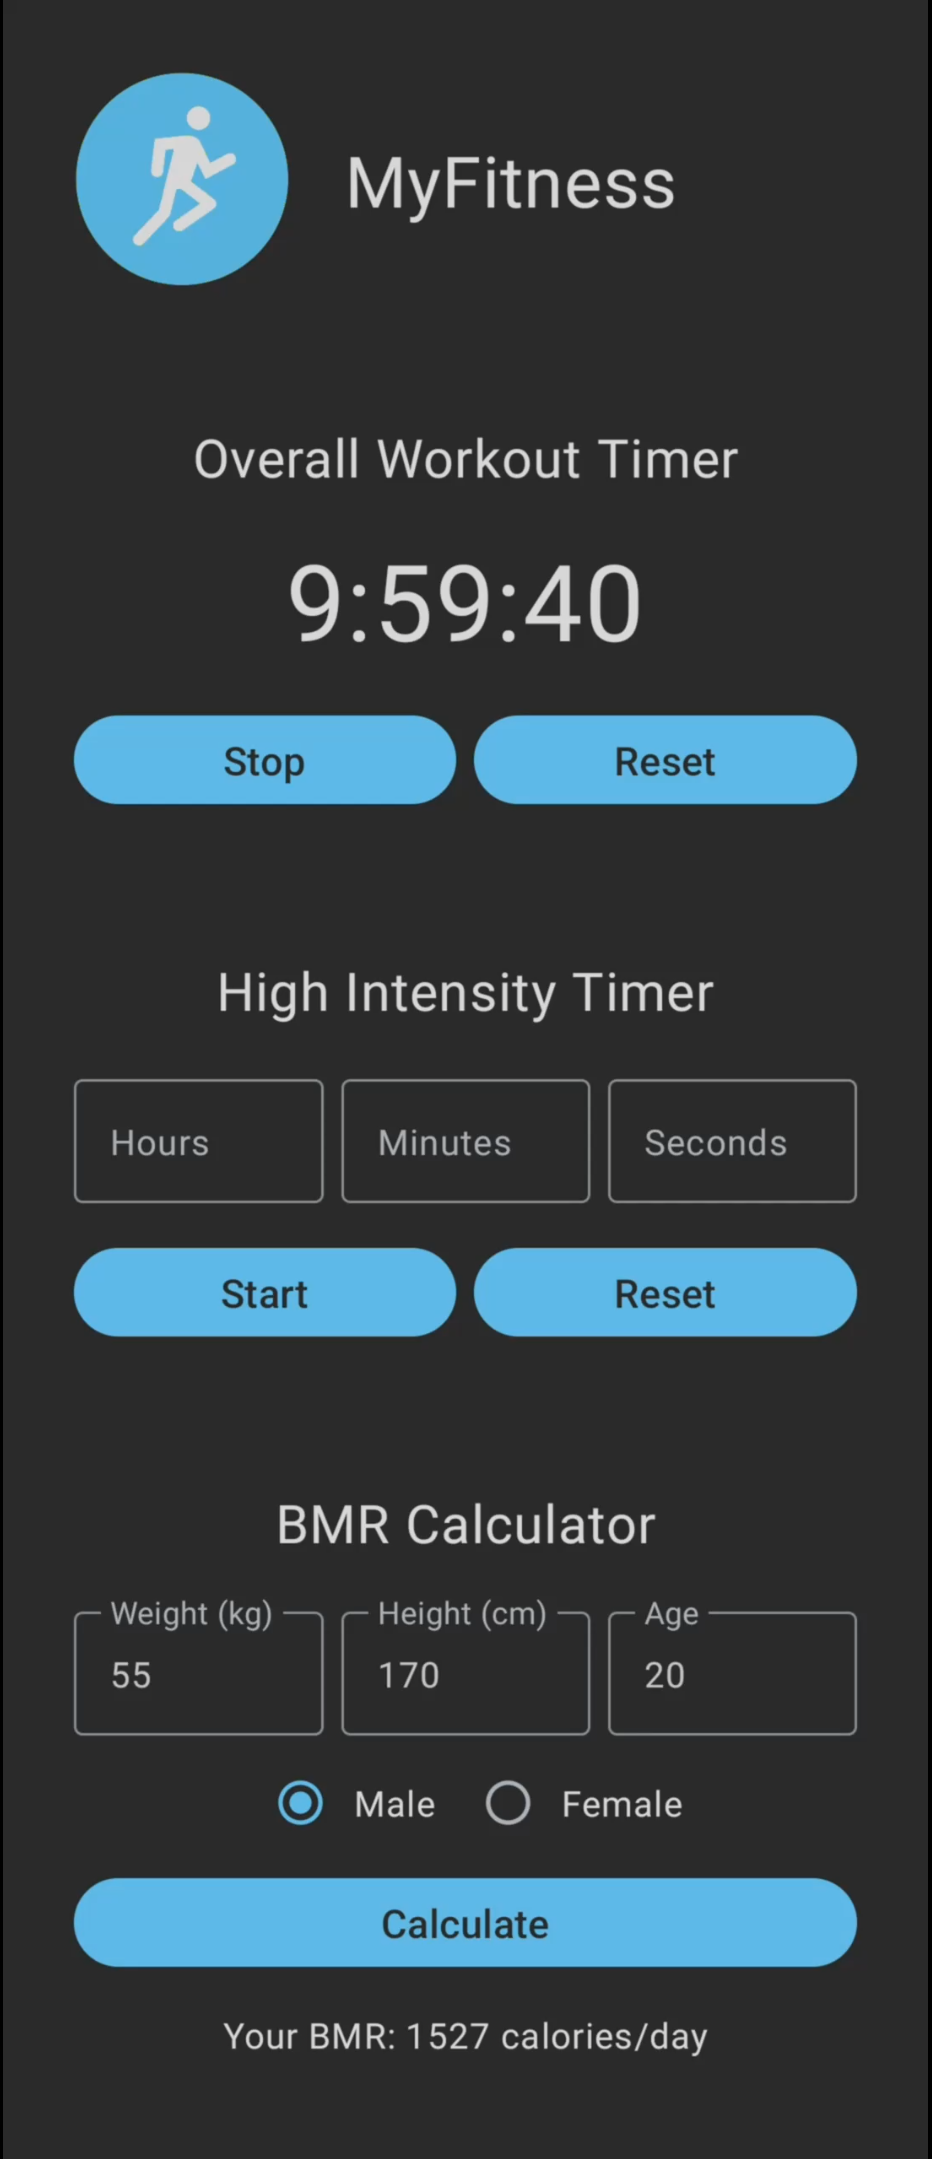 MyFitness
Overall Workout Timer
9:59:40
Stop Reset
High Intensity Timer
Hours Minutes Seconds
Start Reset
BMR Calculator
Weight (kg) Height (cm) Age
55 170 20
Male Female
Calculate
Your BMR: 1527 calories/day